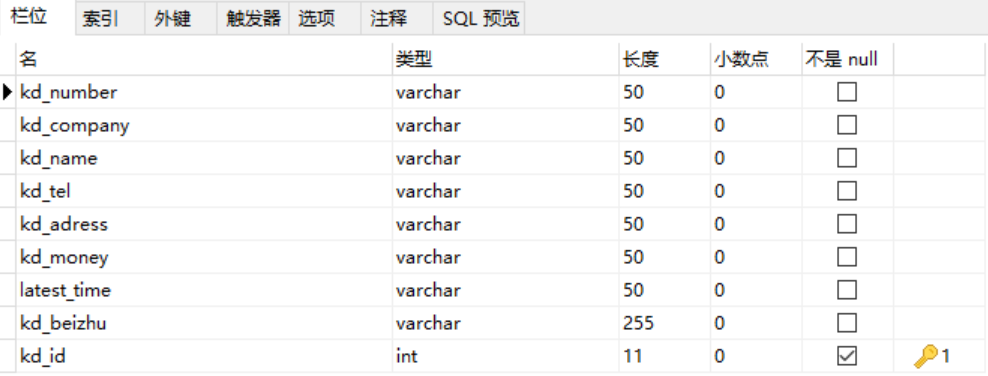 栏位 索引 外键 触发器 选项 注释 SQL 预览
名 类型 长度 小数点 不是 null
kd_number varchar 50 0
kd_company varchar 50 0
kd_name varchar 50 0
kd_tel varchar 50 0
kd_adress varchar 50 0
kd_money varchar 50 0
latest_time varchar 50 0
kd_beizhu varchar 255 0
kd_id int 11 0 1